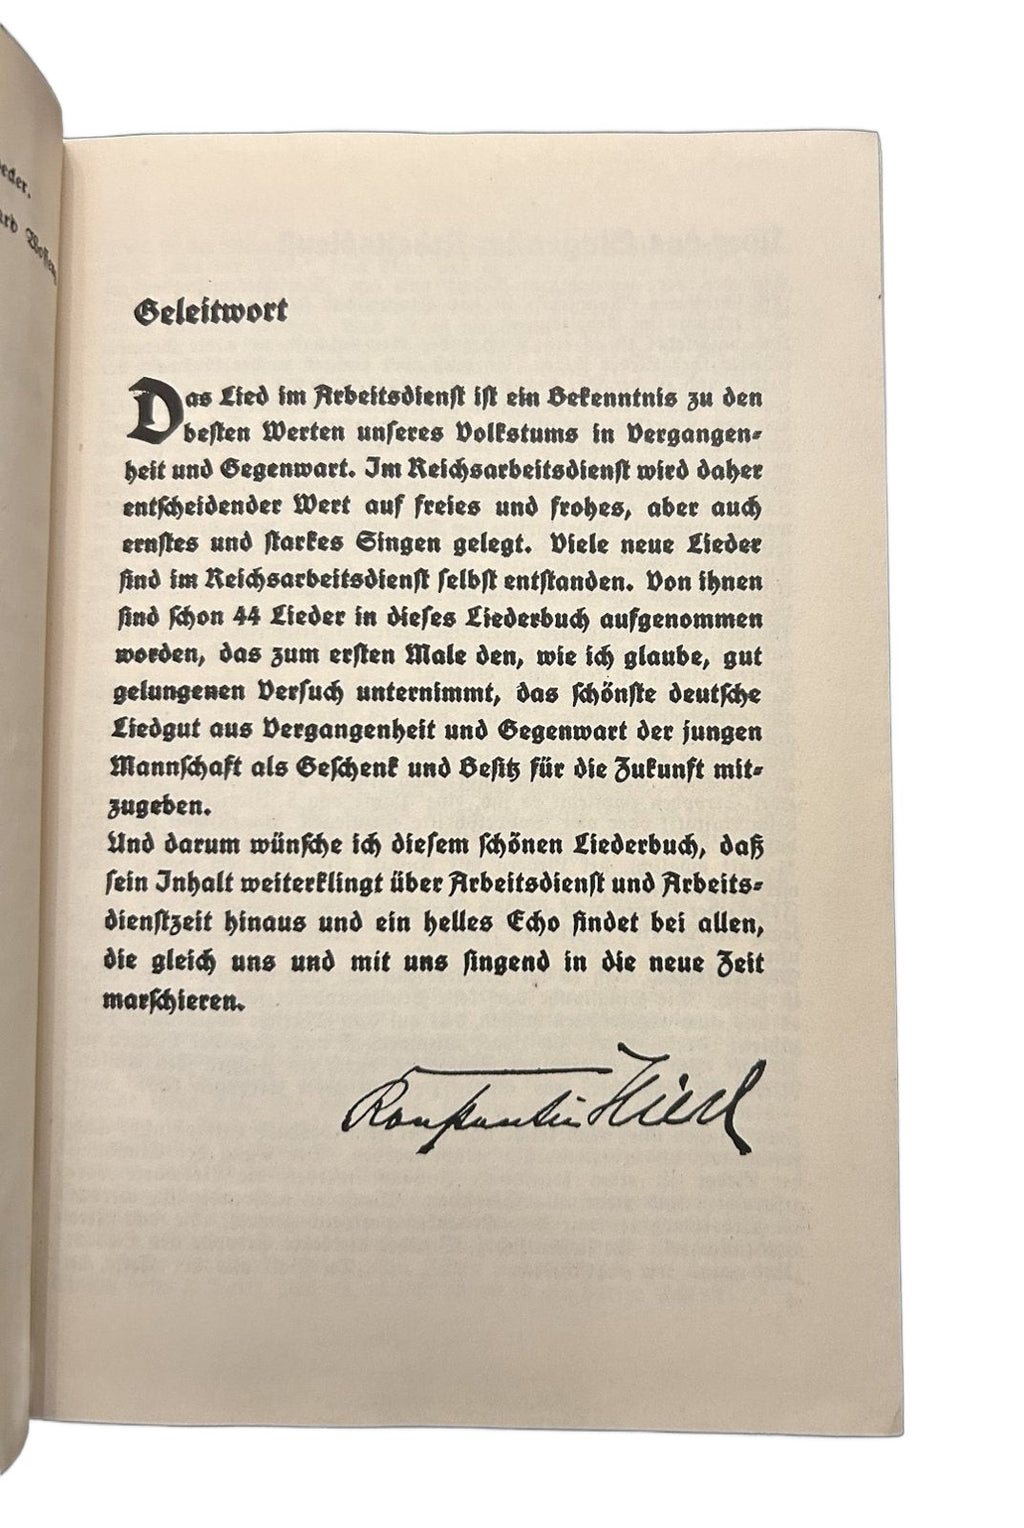 eder.
Geleitwort
Das Lied im Arbeitsdienst ist ein Bekenntnis zu den
besten Werten unseres Volkstums in Vergangen-
heit und Gegenwart. Im Reichsarbeitsdienst wird daher
entscheidender Wert auf freies und frohes, aber auch
ernstes und starkes Singen gelegt. Viele neue Lieder
sind im Reichsarbeitsdienst selbst entstanden. Von ihnen
sind schon 44 Lieder in dieses Liederbuch aufgenommen
worden, das zum ersten Male den, wie ich glaube, gut
gelungenen Versuch unternimmt, das schönste deutsche
Liedgut aus Vergangenheit und Gegenwart der jungen
Mannschaft als Geschenk und Besitz für die Zukunft mit-
zugeben.
Und darum wünsche ich diesem schönen Liederbuch, daß
sein Inhalt weiterklingt über Arbeitsdienst und Arbeits-
dienstzeit hinaus und ein helles Echo findet bei allen,
die gleich uns und mit uns singend in die neue Zeit
marschieren.
Konstantin Hierl